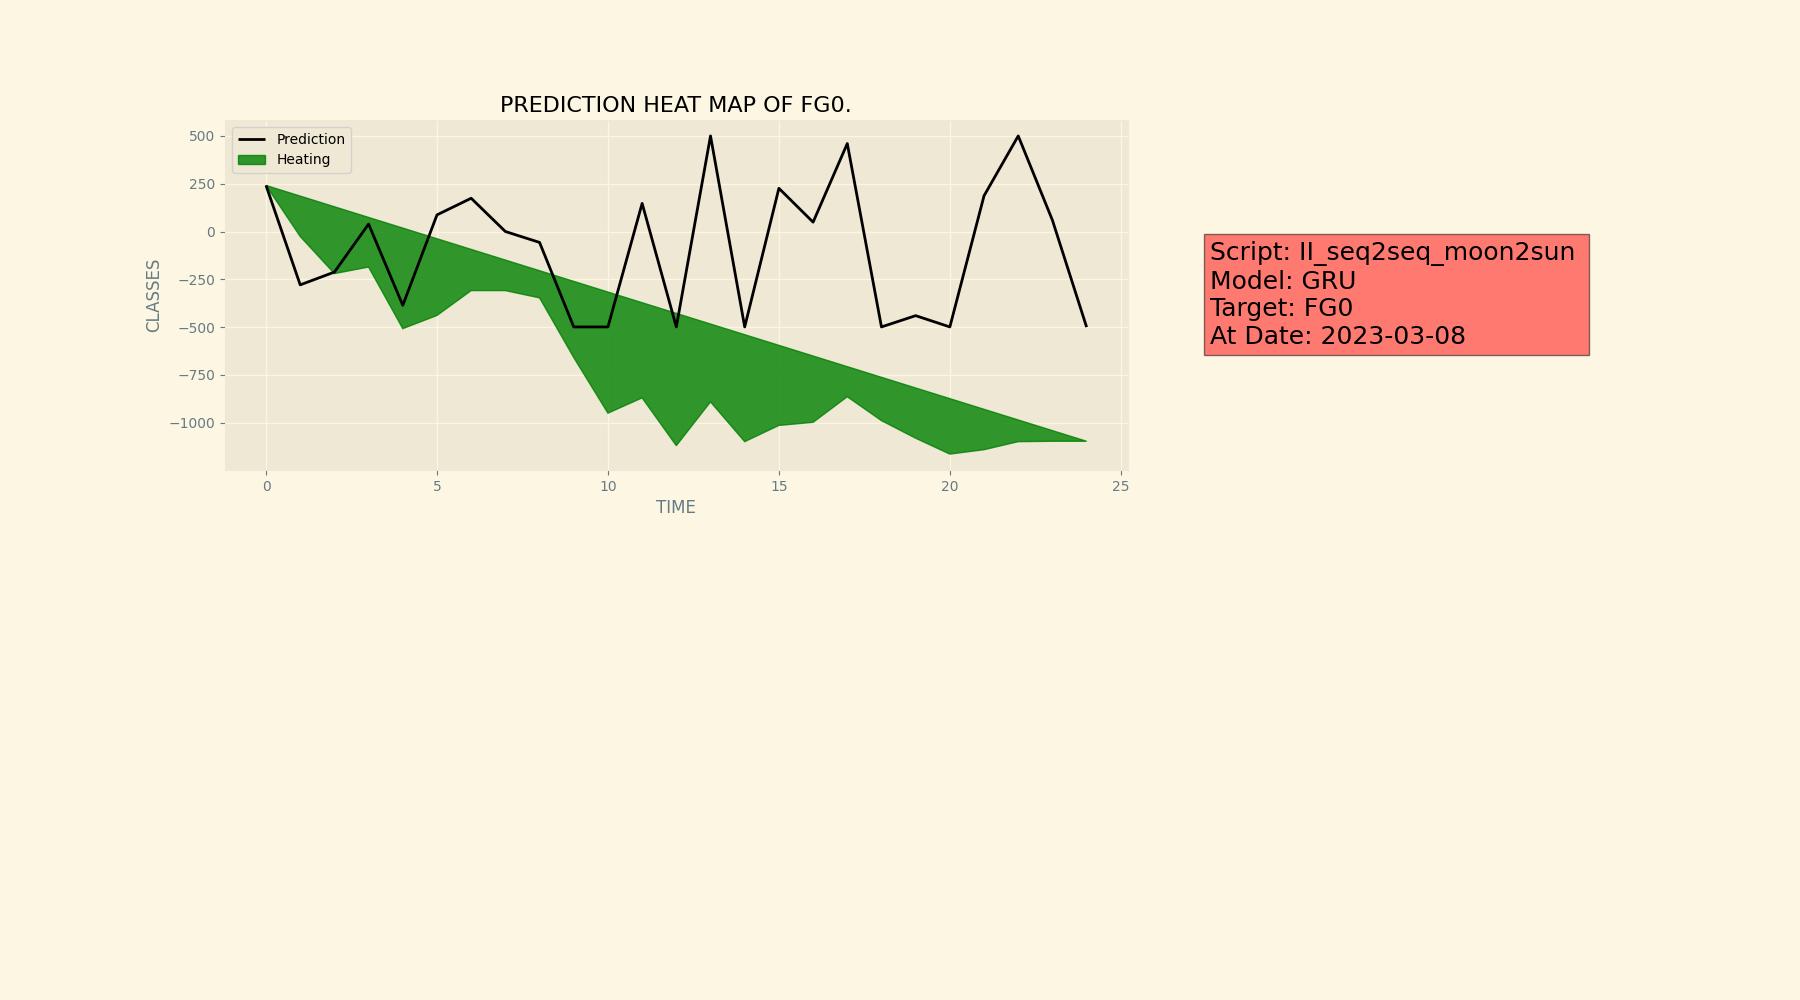 PREDICTION HEAT MAP OF FG0.
Prediction
Heating
500
250
0
−250
−500
−750
−1000
CLASSES
0 5 10 15 20 25
TIME
Script: II_seq2seq_moon2sun
Model: GRU
Target: FG0
At Date: 2023-03-08